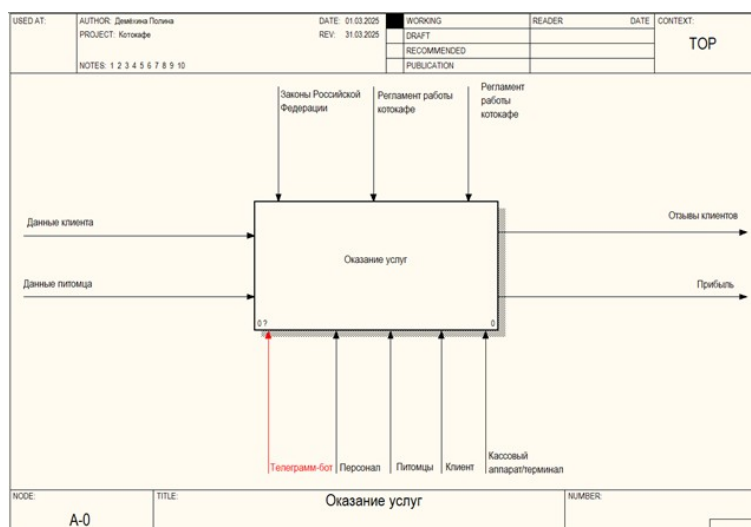 USED AT:
AUTHOR: Демёхина Полина
DATE: 01.03.2025
WORKING
READER
DATE
CONTEXT:
PROJECT: Котокафе
REV: 31.03.2025
DRAFT
TOP
RECOMMENDED
NOTES: 1 2 3 4 5 6 7 8 9 10
PUBLICATION
Законы Российской
Федерации
Регламент работы
котокафе
Регламент
работы
котокафе
Данные клиента
Отзывы клиентов
Оказание услуг
Данные питомца
Прибыль
0 ?
0
Телеграмм-бот
Персонал
Питомцы
Клиент
Кассовый
аппарат/терминал
NODE:
TITLE:
NUMBER:
A-0
Оказание услуг